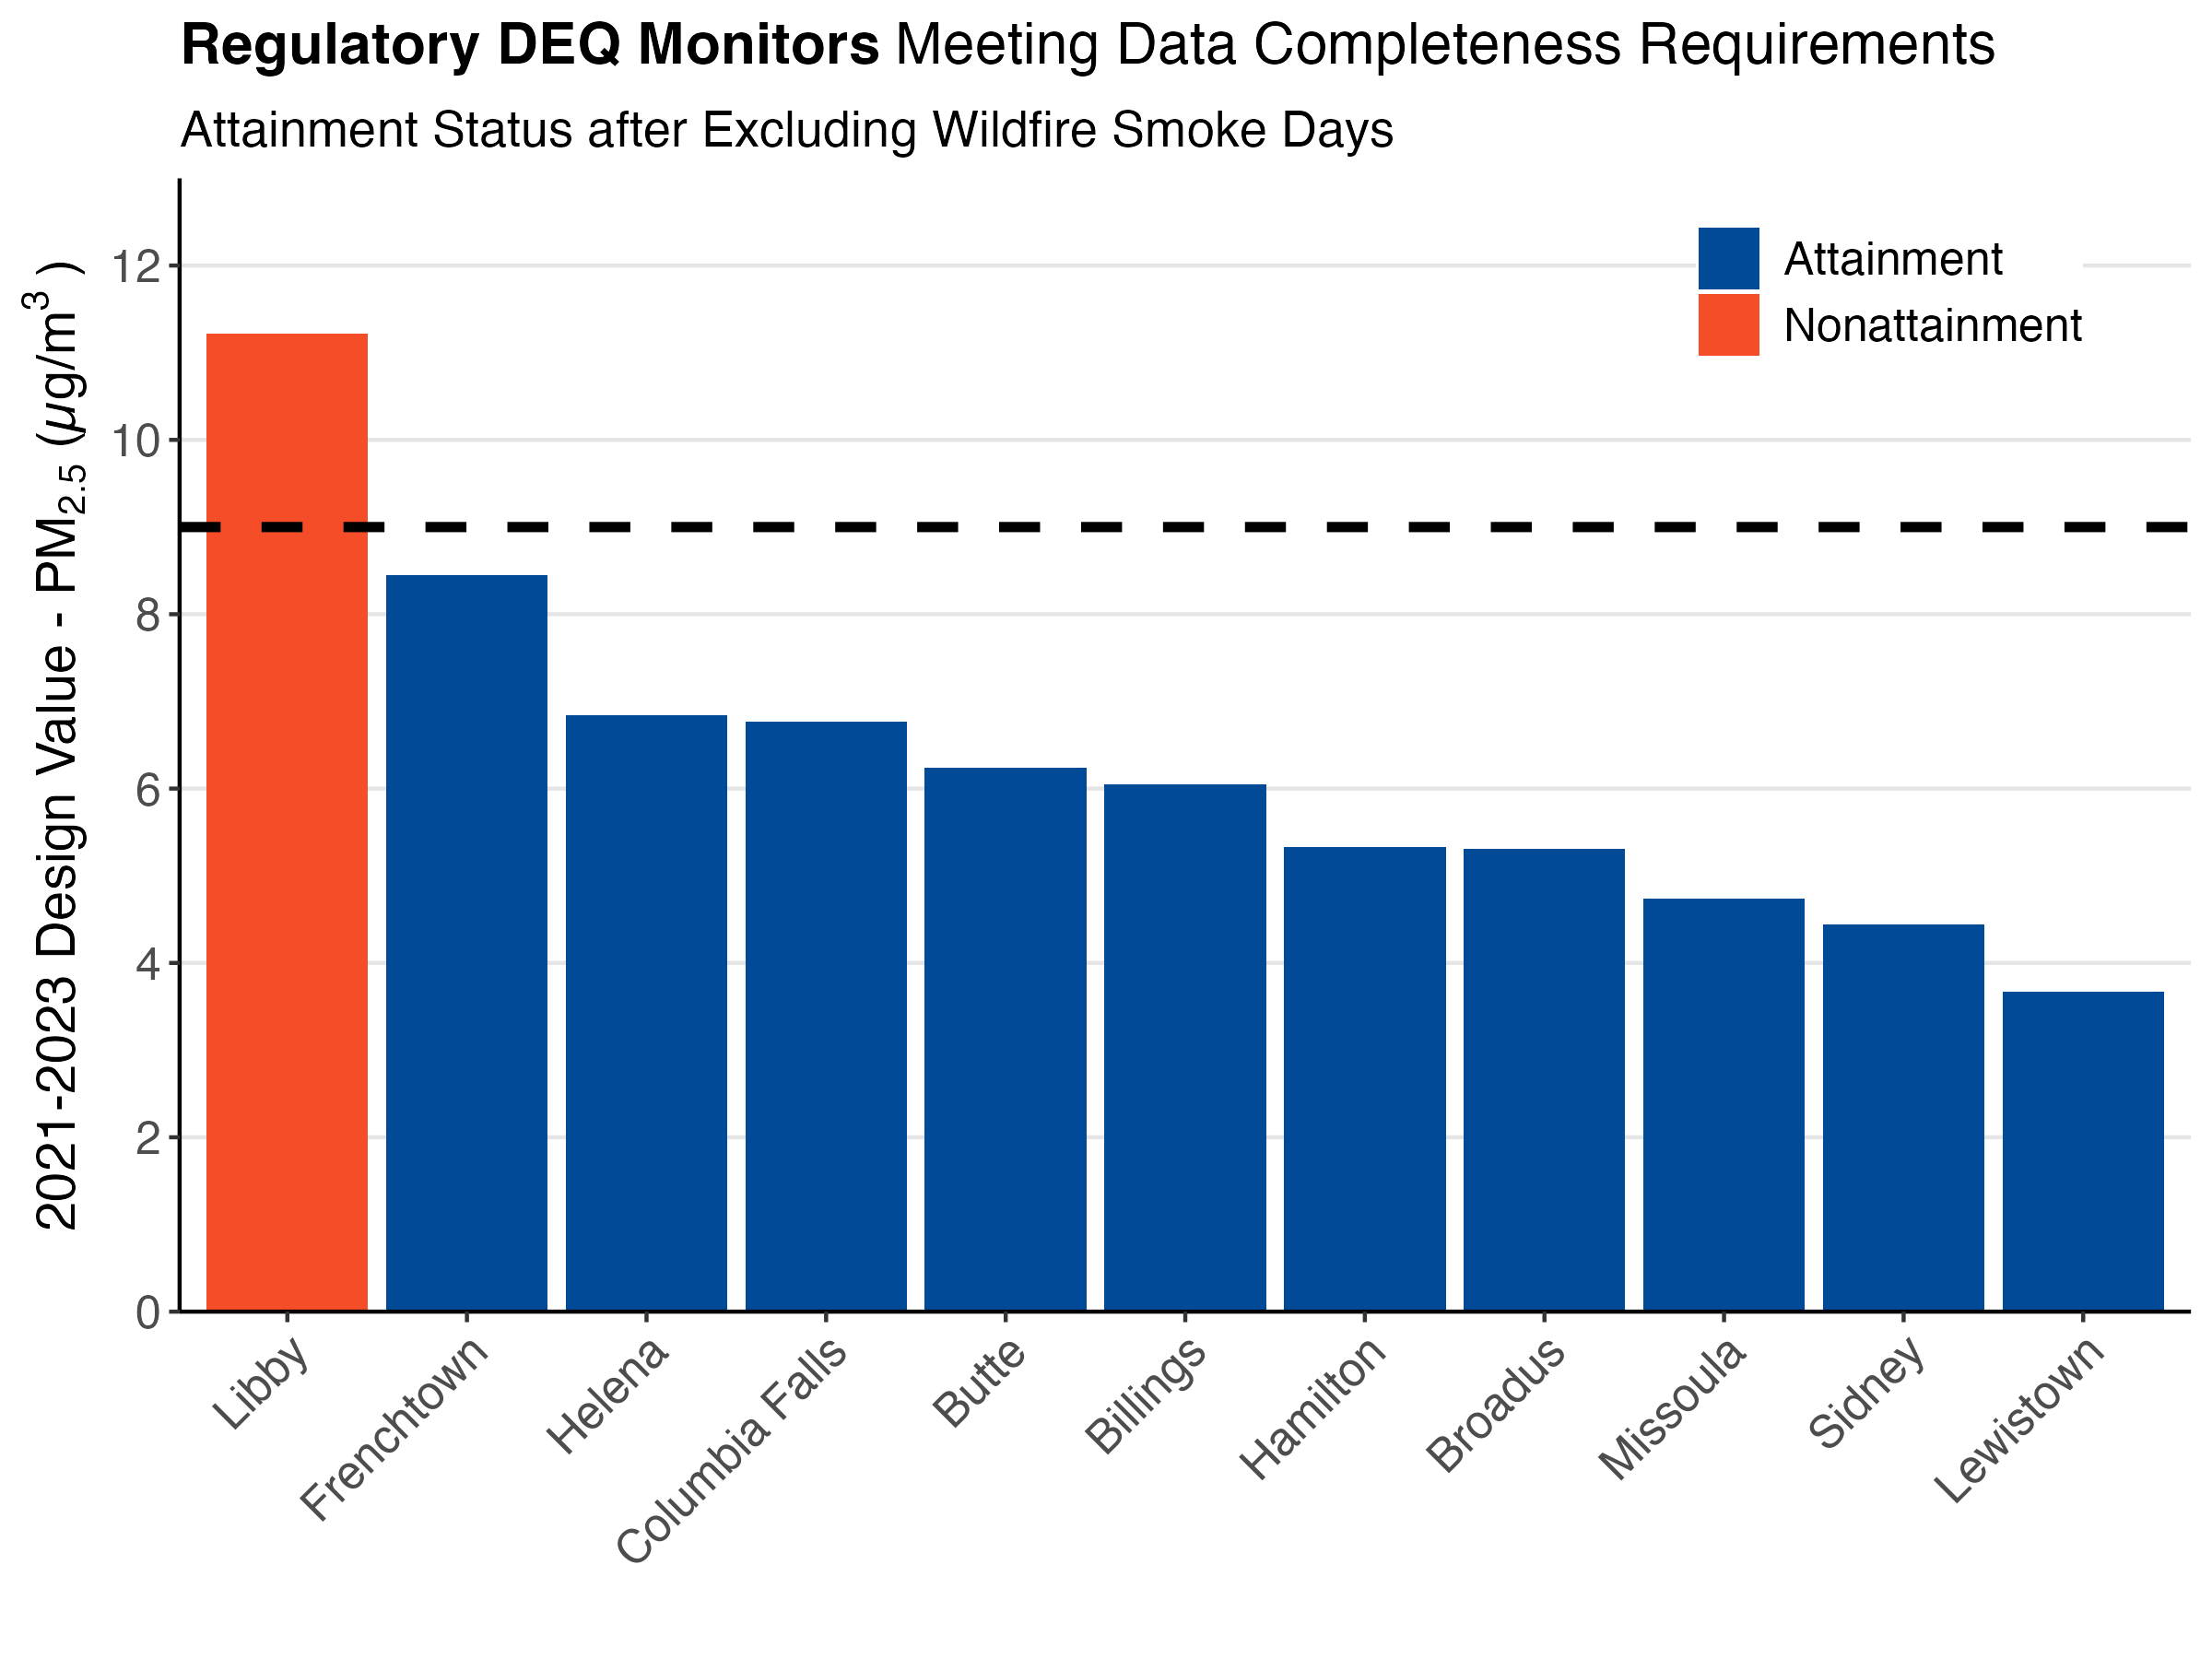 Regulatory DEQ Monitors Meeting Data Completeness Requirements
Attainment Status after Excluding Wildfire Smoke Days
2021-2023 Design Value - PM2.5 (µg/m³)
12
10
8
6
4
2
0
Attainment
Nonattainment
Libby
Frenchtown
Helena
Columbia Falls
Butte
Billings
Hamilton
Broadus
Missoula
Sidney
Lewistown